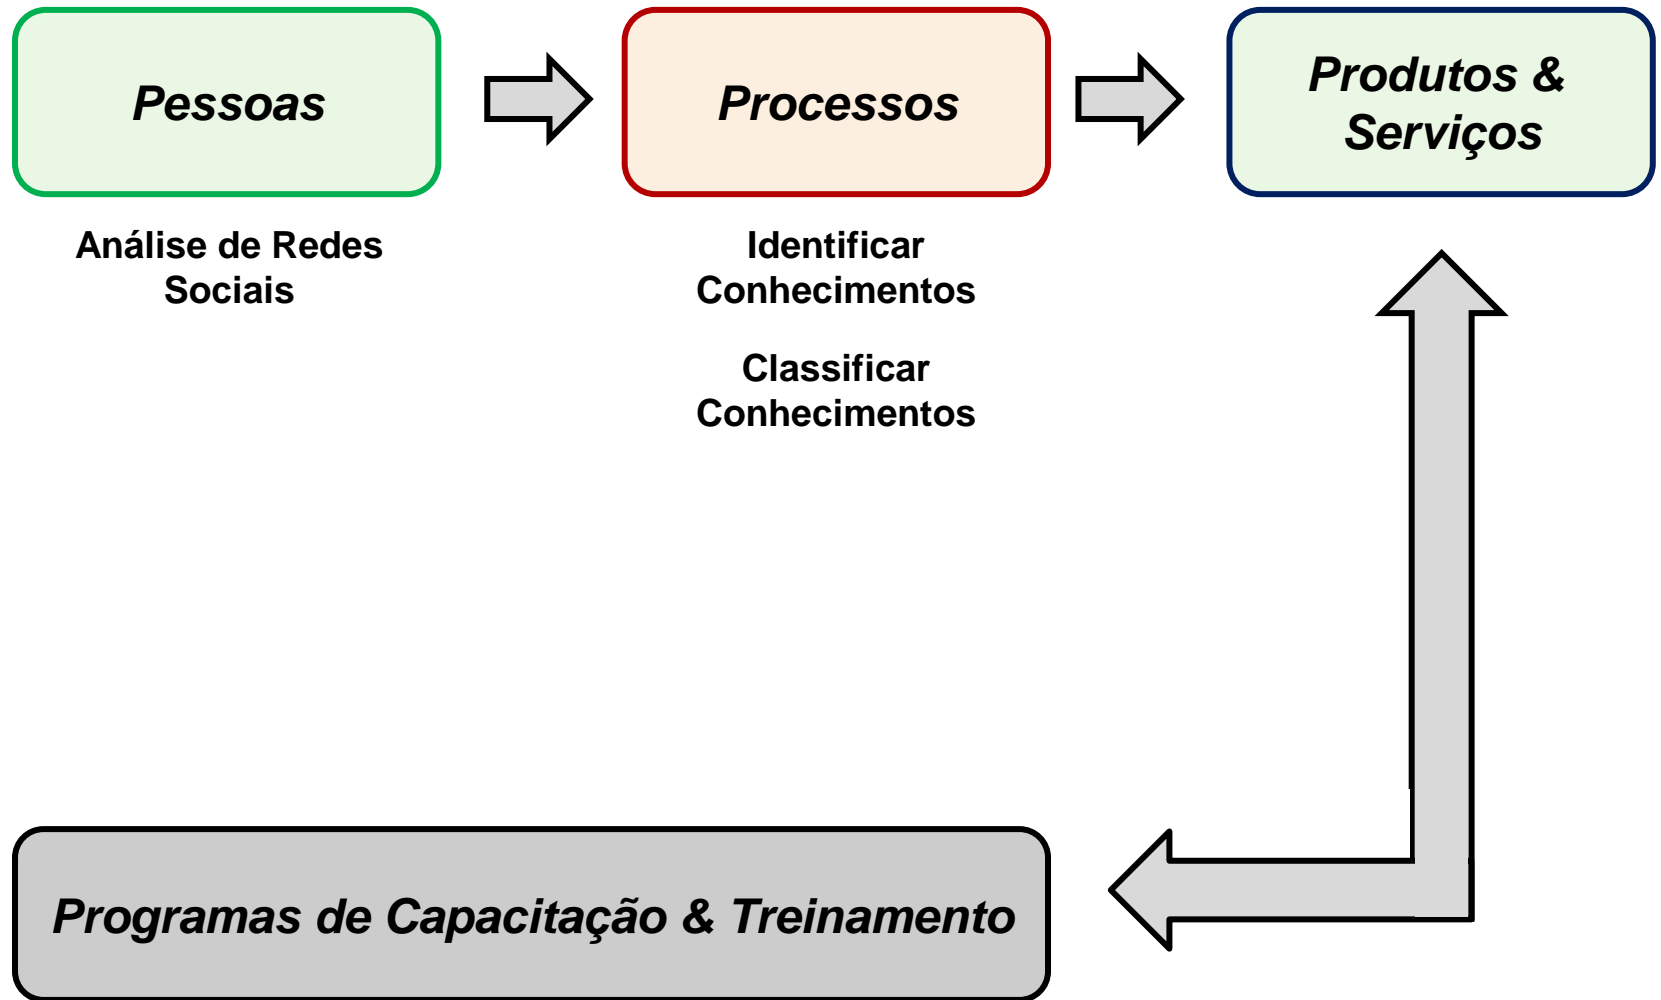 Pessoas
Processos
Produtos &
Serviços
Análise de Redes
Sociais
Identificar
Conhecimentos
Classificar
Conhecimentos
Programas de Capacitação & Treinamento